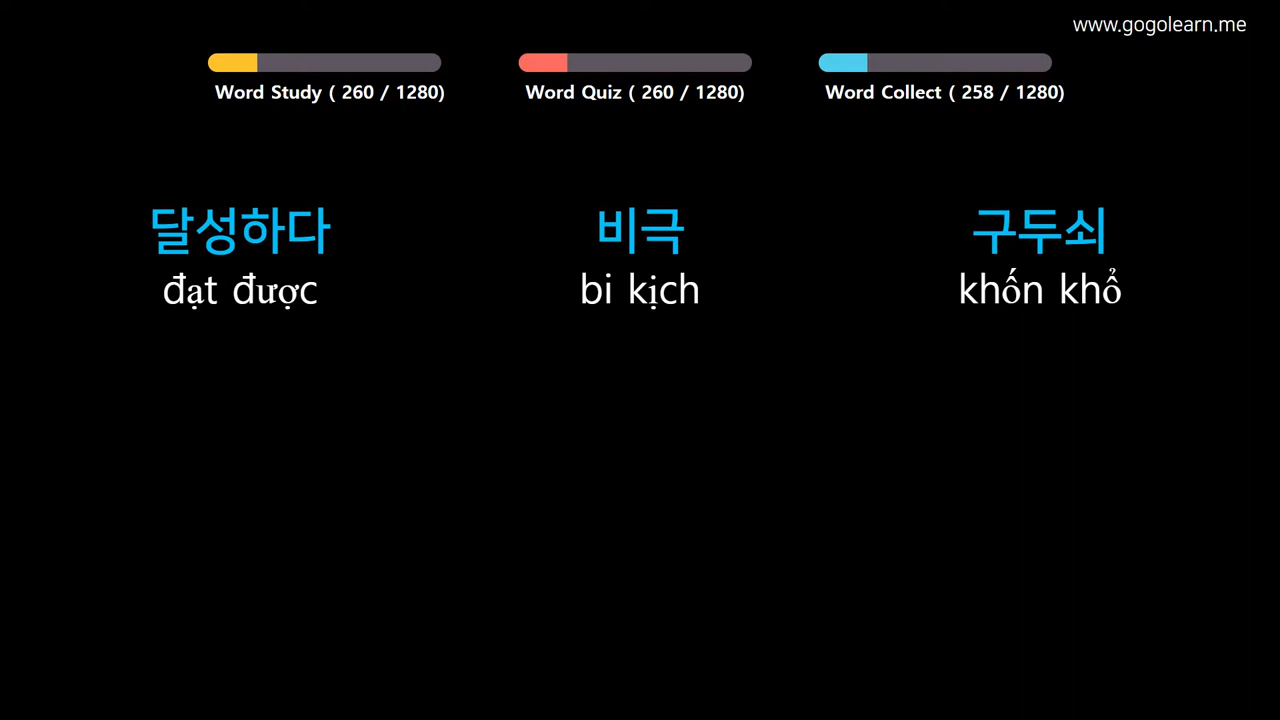 www.gogolearn.me
Word Study ( 260 / 1280)
Word Quiz ( 260 / 1280)
Word Collect ( 258 / 1280)
달성하다
đạt được
비극
bi kịch
구두쇠
khốn khổ